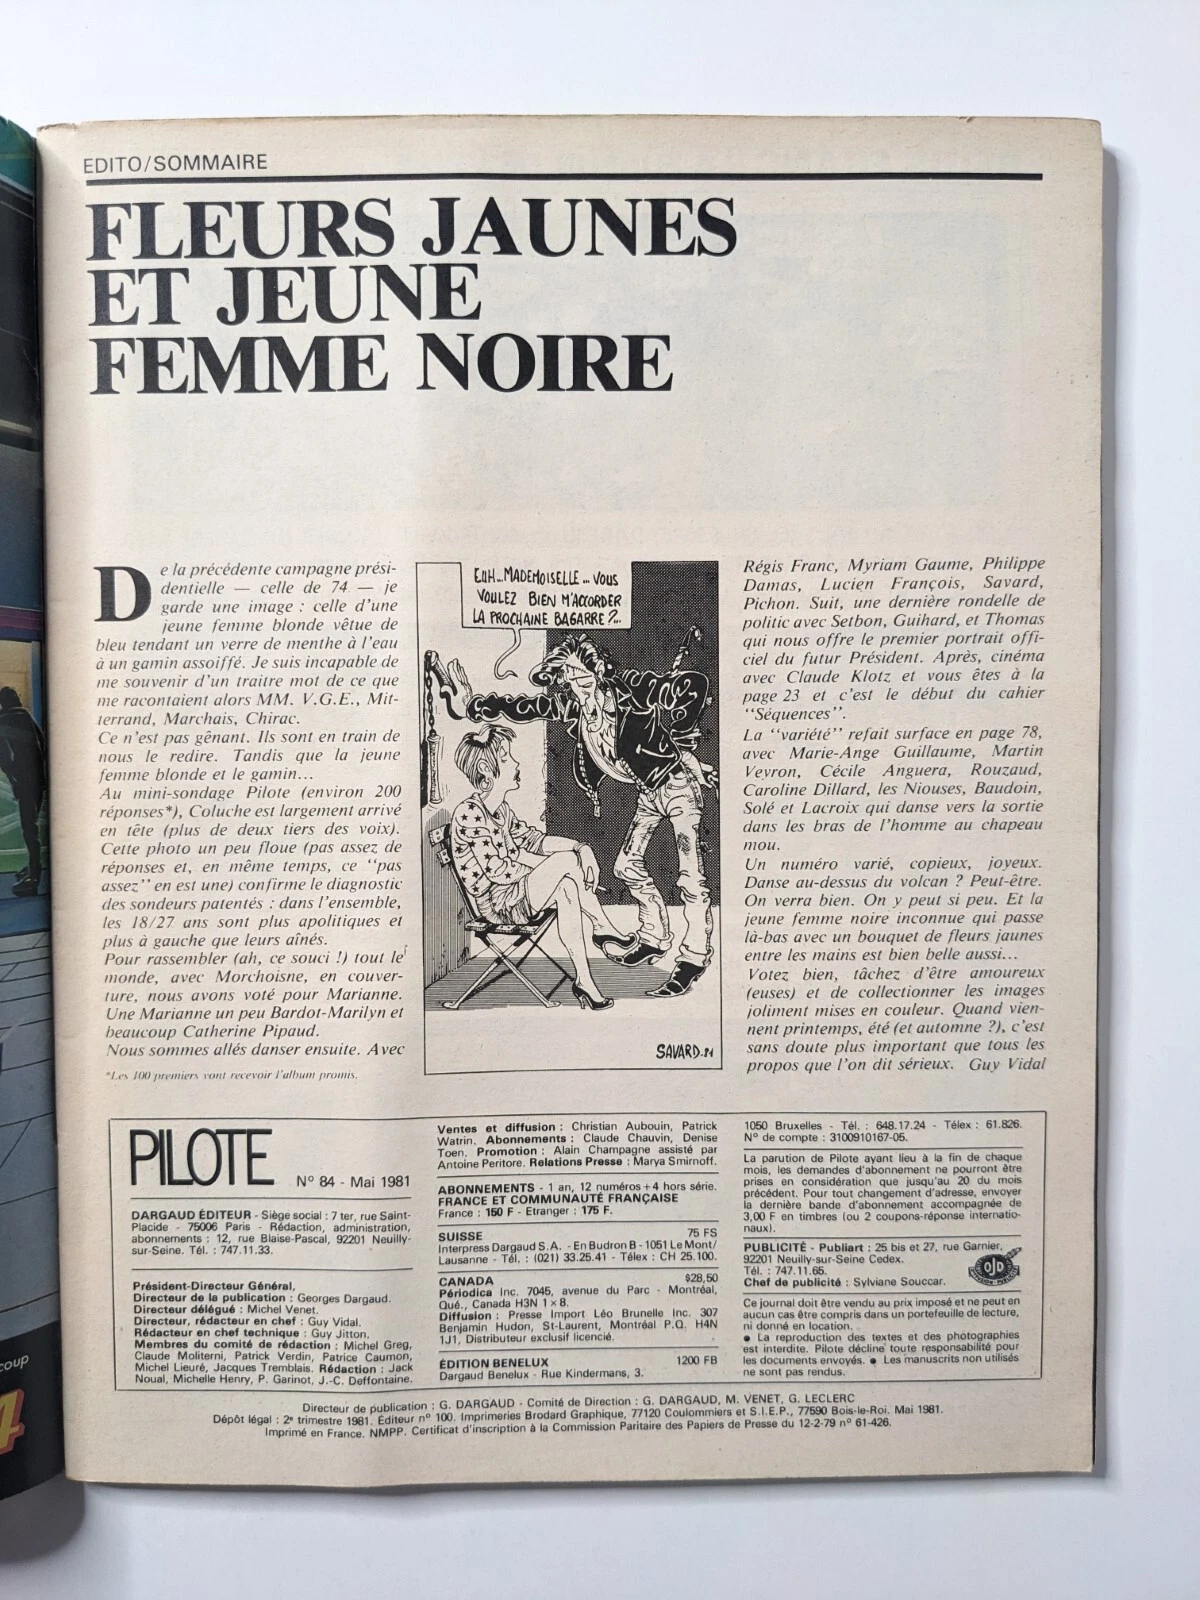 EDITO/SOMMAIRE
FLEURS JAUNES
ET JEUNE
FEMME NOIRE
De la précédente campagne prési-
dentielle — celle de 74 — je
garde une image : celle d'une
jeune femme blonde vêtue de
bleu tendant un verre de menthe à l'eau
à un gamin assoiffé. Je suis incapable de
me souvenir d'un traitre mot de ce que
me racontaient alors MM. V.G.E., Mit-
terrand, Marchais, Chirac.
Ce n'est pas gênant. Ils sont en train de
nous le redire. Tandis que la jeune
femme blonde et le gamin...
Au mini-sondage Pilote (environ 200
réponses*), Coluche est largement arrivé
en tête (plus de deux tiers des voix).
Cette photo un peu floue (pas assez de
réponses et, en même temps, ce "pas
assez" en est une) confirme le diagnostic
des sondeurs patentés : dans l'ensemble,
les 18/27 ans sont plus apolitiques et
plus à gauche que leurs aînés.
Pour rassembler (ah, ce souci !) tout le
monde, avec Morchoisne, en couver-
ture, nous avons voté pour Marianne.
Une Marianne un peu Bardot-Marilyn et
beaucoup Catherine Pipaud.
Nous sommes allés danser ensuite. Avec
*Les 100 premiers vont recevoir l'album promis.
EUH...MADEMOISELLE...VOUS
VOULEZ BIEN M'ACCORDER
LA PROCHAINE BAGARRE ?...
SAVARD.81
Régis Franc, Myriam Gaume, Philippe
Damas, Lucien François, Savard,
Pichon. Suit, une dernière rondelle de
politic avec Setbon, Guihard, et Thomas
qui nous offre le premier portrait offi-
ciel du futur Président. Après, cinéma
avec Claude Klotz et vous êtes à la
page 23 et c'est le début du cahier
"Séquences".
La "variété" refait surface en page 78,
avec Marie-Ange Guillaume, Martin
Veyron, Cécile Anguera, Rouzaud,
Caroline Dillard, les Niouses, Baudoin,
Solé et Lacroix qui danse vers la sortie
dans les bras de l'homme au chapeau
mou.
Un numéro varié, copieux, joyeux.
Danse au-dessus du volcan ? Peut-être.
On verra bien. On y peut si peu. Et la
jeune femme noire inconnue qui passe
là-bas avec un bouquet de fleurs jaunes
entre les mains est bien belle aussi...
Votez bien, tâchez d'être amoureux
(euses) et de collectionner les images
joliment mises en couleur. Quand vien-
nent printemps, été (et automne ?), c'est
sans doute plus important que tous les
propos que l'on dit sérieux. Guy Vidal
PILOTE
N° 84 - Mai 1981
DARGAUD ÉDITEUR - Siège social : 7 ter, rue Saint-
Placide - 75006 Paris - Rédaction, administration,
abonnements : 12, rue Blaise-Pascal, 92201 Neuilly-
sur-Seine. Tél. : 747.11.33.
Président-Directeur Général,
Directeur de la publication : Georges Dargaud.
Directeur délégué : Michel Venet.
Directeur, rédacteur en chef : Guy Vidal.
Rédacteur en chef technique : Guy Jitton.
Membres du comité de rédaction : Michel Greg,
Claude Moliterni, Patrick Verdin, Patrice Caumon,
Michel Lieuré, Jacques Tremblais. Rédaction : Jack
Noual, Michelle Henry, P. Garinot, J.-C. Deffontaine.
Ventes et diffusion : Christian Aubouin, Patrick
Watrin. Abonnements : Claude Chauvin, Denise
Toen. Promotion : Alain Champagne assisté par
Antoine Peritore. Relations Presse : Marya Smirnoff.
ABONNEMENTS - 1 an, 12 numéros + 4 hors série.
FRANCE ET COMMUNAUTÉ FRANÇAISE
France : 150 F - Etranger : 175 F.
SUISSE 75 FS
Interpress Dargaud S.A. - En Budron B - 1051 Le Mont/
Lausanne - Tél. : (021) 33.25.41 - Télex : CH 25.100.
CANADA $28,50
Périodica Inc. 7045, avenue du Parc - Montréal,
Qué., Canada H3N 1 × 8.
Diffusion : Presse Import Léo Brunelle Inc. 307
Benjamin Hudon, St-Laurent, Montréal P.Q. H4N
1J1, Distributeur exclusif licencié.
ÉDITION BENELUX 1200 FB
Dargaud Benelux - Rue Kindermans, 3.
1050 Bruxelles - Tél. : 648.17.24 - Télex : 61.826.
N° de compte : 3100910167-05.
La parution de Pilote ayant lieu à la fin de chaque
mois, les demandes d'abonnement ne pourront être
prises en considération que jusqu'au 20 du mois
précédent. Pour tout changement d'adresse, envoyer
la dernière bande d'abonnement accompagnée de
3,00 F en timbres (ou 2 coupons-réponse internatio-
naux).
PUBLICITÉ - Publiart : 25 bis et 27, rue Garnier,
92201 Neuilly-sur-Seine Cedex.
Tél. : 747.11.65.
Chef de publicité : Sylviane Souccar.
OJD
Ce journal doit être vendu au prix imposé et ne peut en
aucun cas être compris dans un portefeuille de lecture,
ni donné en location.
● La reproduction des textes et des photographies
est interdite. Pilote décline toute responsabilité pour
les documents envoyés. ● Les manuscrits non utilisés
ne sont pas rendus.
Directeur de publication : G. DARGAUD - Comité de Direction : G. DARGAUD, M. VENET, G. LECLERC
Dépôt légal : 2e trimestre 1981. Éditeur n° 100. Imprimeries Brodard Graphique, 77120 Coulommiers et S.I.E.P., 77590 Bois-le-Roi. Mai 1981.
Imprimé en France. NMPP. Certificat d'inscription à la Commission Paritaire des Papiers de Presse du 12-2-79 n° 61-426.
coup
4